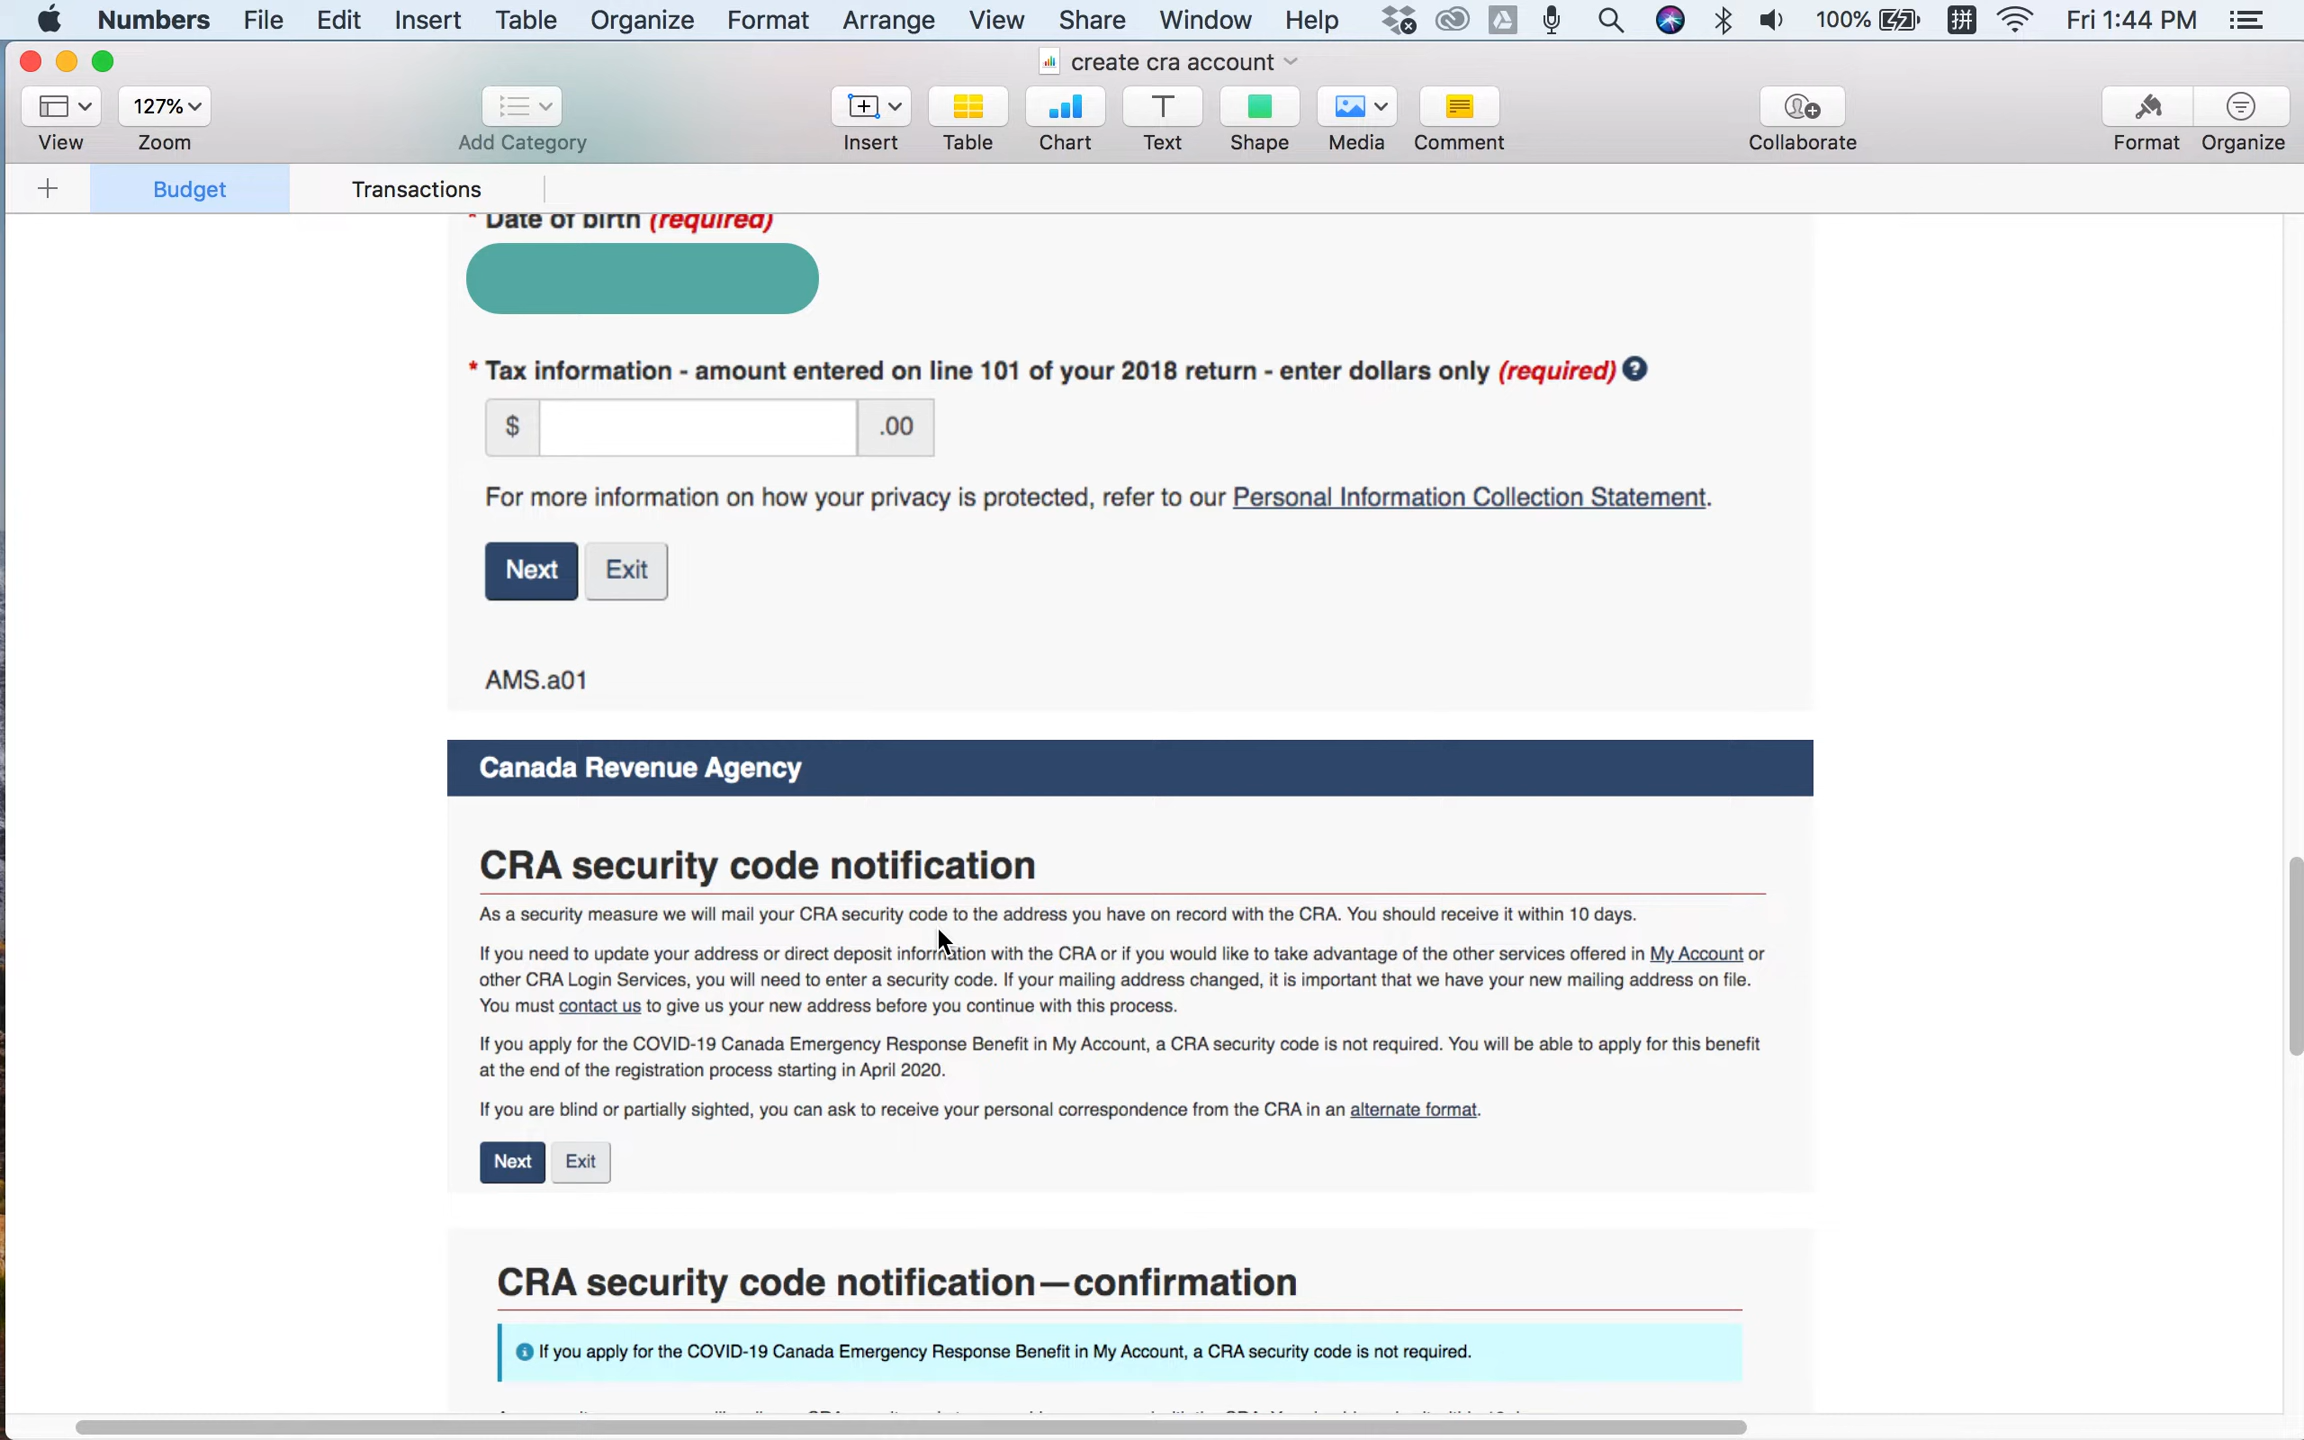 Numbers File Edit Insert Table Organize Format Arrange View Share Window Help 100% 拼 Fri 1:44 PM
create cra account
127%
View Zoom Add Category Insert Table Chart Text Shape Media Comment Collaborate Format Organize
Budget Transactions
* Date of birth (required)
* Tax information - amount entered on line 101 of your 2018 return - enter dollars only (required) ?
$ .00
For more information on how your privacy is protected, refer to our Personal Information Collection Statement.
Next Exit
AMS.a01
Canada Revenue Agency
CRA security code notification
As a security measure we will mail your CRA security code to the address you have on record with the CRA. You should receive it within 10 days.
If you need to update your address or direct deposit information with the CRA or if you would like to take advantage of the other services offered in My Account or
other CRA Login Services, you will need to enter a security code. If your mailing address changed, it is important that we have your new mailing address on file.
You must contact us to give us your new address before you continue with this process.
If you apply for the COVID-19 Canada Emergency Response Benefit in My Account, a CRA security code is not required. You will be able to apply for this benefit
at the end of the registration process starting in April 2020.
If you are blind or partially sighted, you can ask to receive your personal correspondence from the CRA in an alternate format.
Next Exit
CRA security code notification—confirmation
If you apply for the COVID-19 Canada Emergency Response Benefit in My Account, a CRA security code is not required.